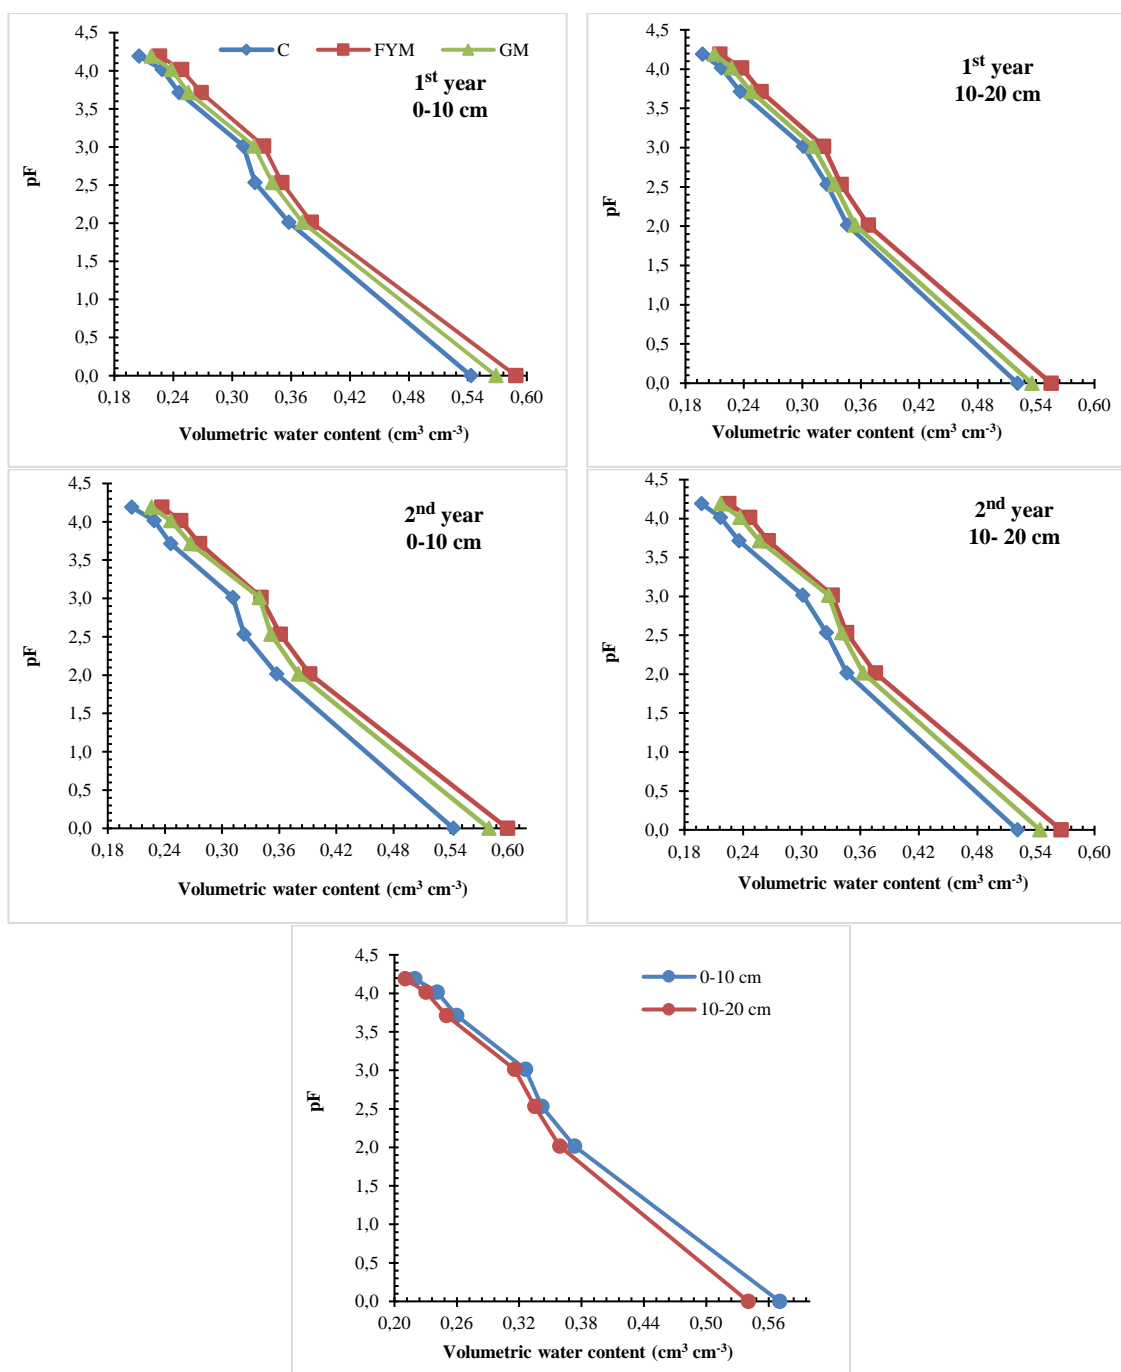 4,5
4,0
3,5
3,0
2,5
2,0
1,5
1,0
0,5
0,0
pF
C FYM GM
1st year
0-10 cm
0,18 0,24 0,30 0,36 0,42 0,48 0,54 0,60
Volumetric water content (cm³ cm⁻³)
4,5
4,0
3,5
3,0
2,5
2,0
1,5
1,0
0,5
0,0
pF
1st year
10-20 cm
0,18 0,24 0,30 0,36 0,42 0,48 0,54 0,60
Volumetric water content (cm³ cm⁻³)
4,5
4,0
3,5
3,0
2,5
2,0
1,5
1,0
0,5
0,0
pF
2nd year
0-10 cm
0,18 0,24 0,30 0,36 0,42 0,48 0,54 0,60
Volumetric water content (cm³ cm⁻³)
4,5
4,0
3,5
3,0
2,5
2,0
1,5
1,0
0,5
0,0
pF
2nd year
10- 20 cm
0,18 0,24 0,30 0,36 0,42 0,48 0,54 0,60
Volumetric water content (cm³ cm⁻³)
4,5
4,0
3,5
3,0
2,5
2,0
1,5
1,0
0,5
0,0
pF
0-10 cm
10-20 cm
0,20 0,26 0,32 0,38 0,44 0,50 0,56
Volumetric water content (cm³ cm⁻³)